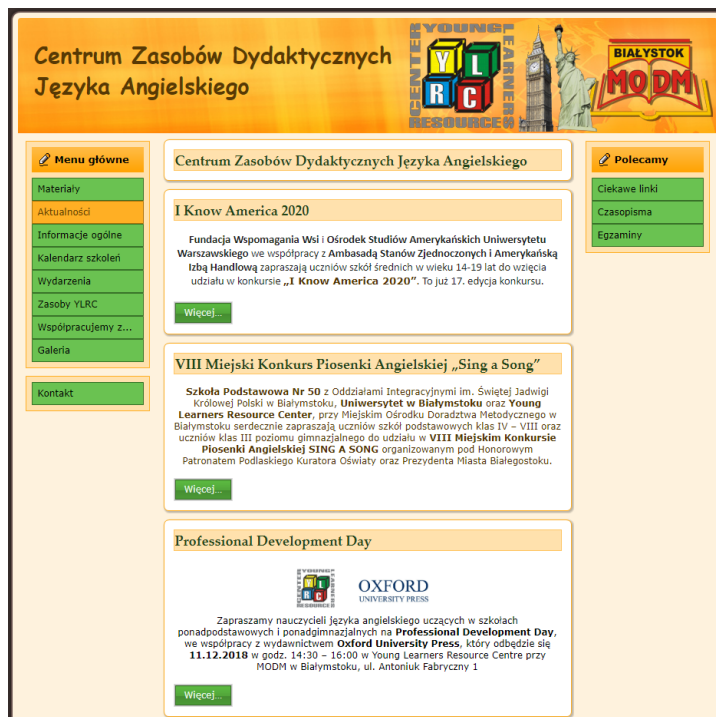 Centrum Zasobów Dydaktycznych
Języka Angielskiego
YOUNG
LEARNERS
CENTER
RESOURCE
Y L
R C
BIAŁYSTOK
MODM
Menu główne
Materiały
Aktualności
Informacje ogólne
Kalendarz szkoleń
Wydarzenia
Zasoby YLRC
Współpracujemy z...
Galeria
Kontakt
Centrum Zasobów Dydaktycznych Języka Angielskiego
I Know America 2020
Fundacja Wspomagania Wsi i Ośrodek Studiów Amerykańskich Uniwersytetu
Warszawskiego we współpracy z Ambasadą Stanów Zjednoczonych i Amerykańską
Izbą Handlową zapraszają uczniów szkół średnich w wieku 14-19 lat do wzięcia
udziału w konkursie „I Know America 2020”. To już 17. edycja konkursu.
Więcej...
VIII Miejski Konkurs Piosenki Angielskiej „Sing a Song”
Szkoła Podstawowa Nr 50 z Oddziałami Integracyjnymi im. Świętej Jadwigi
Królowej Polski w Białymstoku, Uniwersytet w Białymstoku oraz Young
Learners Resource Center, przy Miejskim Ośrodku Doradztwa Metodycznego w
Białymstoku serdecznie zapraszają uczniów szkół podstawowych klas IV – VIII oraz
uczniów klas III poziomu gimnazjalnego do udziału w VIII Miejskim Konkursie
Piosenki Angielskiej SING A SONG organizowanym pod Honorowym
Patronatem Podlaskiego Kuratora Oświaty oraz Prezydenta Miasta Białegostoku.
Więcej...
Professional Development Day
YOUNG
LEARNERS
CENTER
RESOURCE
Y L
R C
OXFORD
UNIVERSITY PRESS
Zapraszamy nauczycieli języka angielskiego uczących w szkołach
ponadpodstawowych i ponadgimnazjalnych na Professional Development Day,
we współpracy z wydawnictwem Oxford University Press, który odbędzie się
11.12.2018 w godz. 14:30 – 16:00 w Young Learners Resource Centre przy
MODM w Białymstoku, ul. Antoniuk Fabryczny 1
Więcej...
Polecamy
Ciekawe linki
Czasopisma
Egzaminy